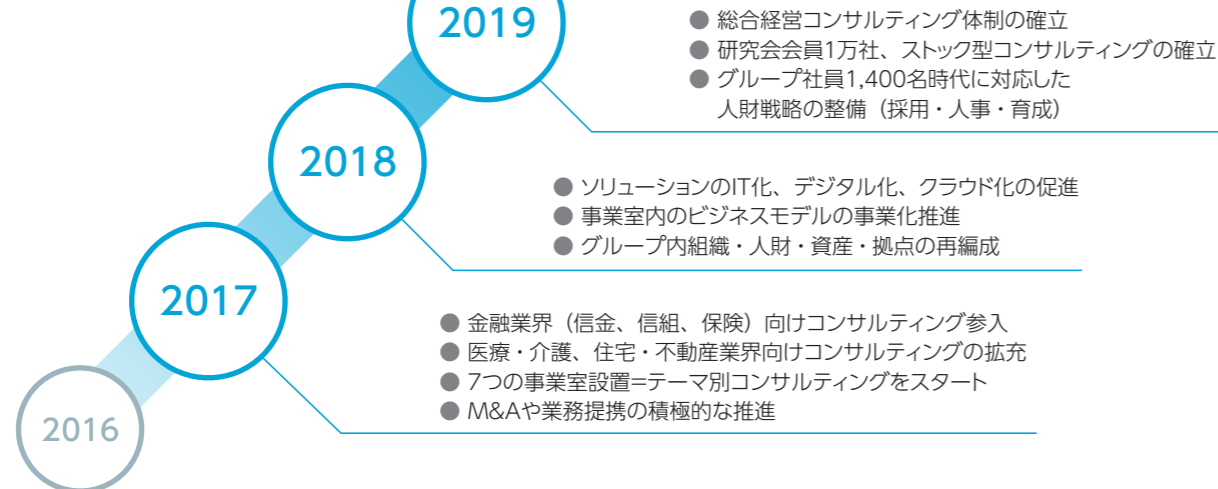 2019
● 総合経営コンサルティング体制の確立
● 研究会会員1万社、ストック型コンサルティングの確立
● グループ社員1,400名時代に対応した
人財戦略の整備（採用・人事・育成）
2018
● ソリューションのIT化、デジタル化、クラウド化の促進
● 事業室内のビジネスモデルの事業化推進
● グループ内組織・人財・資産・拠点の再編成
2017
● 金融業界（信金、信組、保険）向けコンサルティング参入
● 医療・介護、住宅・不動産業界向けコンサルティングの拡充
● 7つの事業室設置=テーマ別コンサルティングをスタート
● M&Aや業務提携の積極的な推進
2016